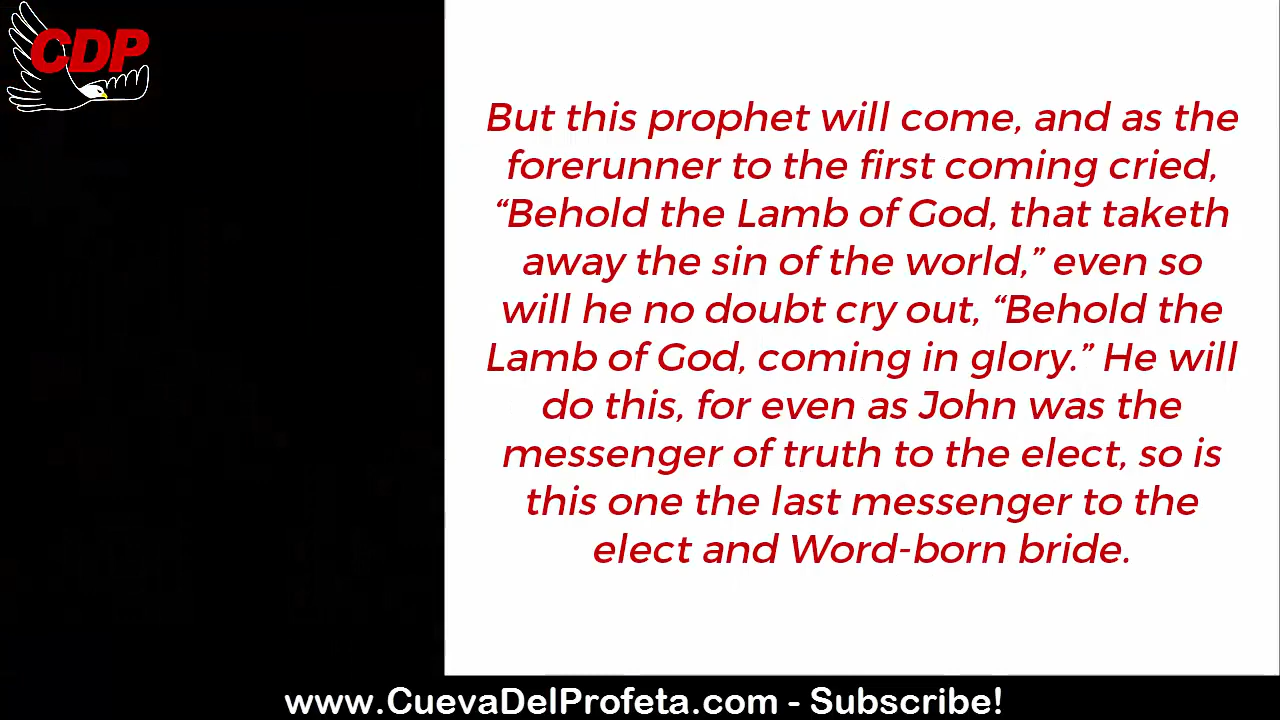 CDP
But this prophet will come, and as the
forerunner to the first coming cried,
“Behold the Lamb of God, that taketh
away the sin of the world,” even so
will he no doubt cry out, “Behold the
Lamb of God, coming in glory.” He will
do this, for even as John was the
messenger of truth to the elect, so is
this one the last messenger to the
elect and Word-born bride.
www.CuevaDelProfeta.com - Subscribe!